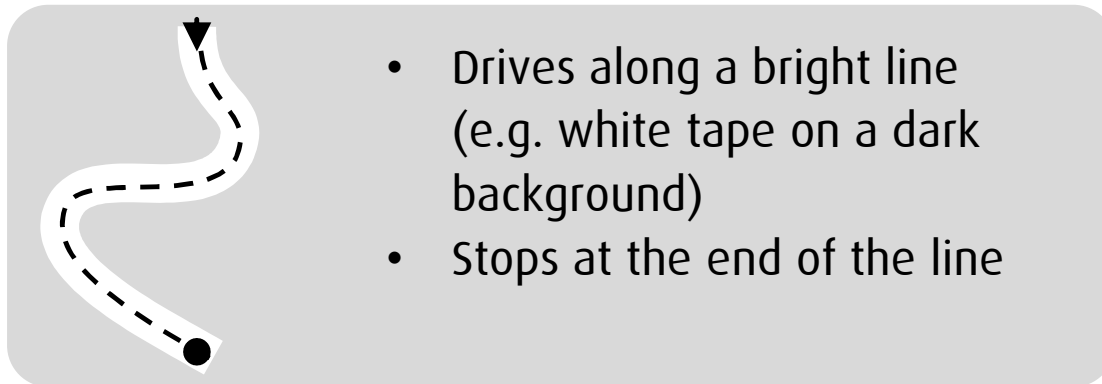 • Drives along a bright line
(e.g. white tape on a dark
background)
• Stops at the end of the line